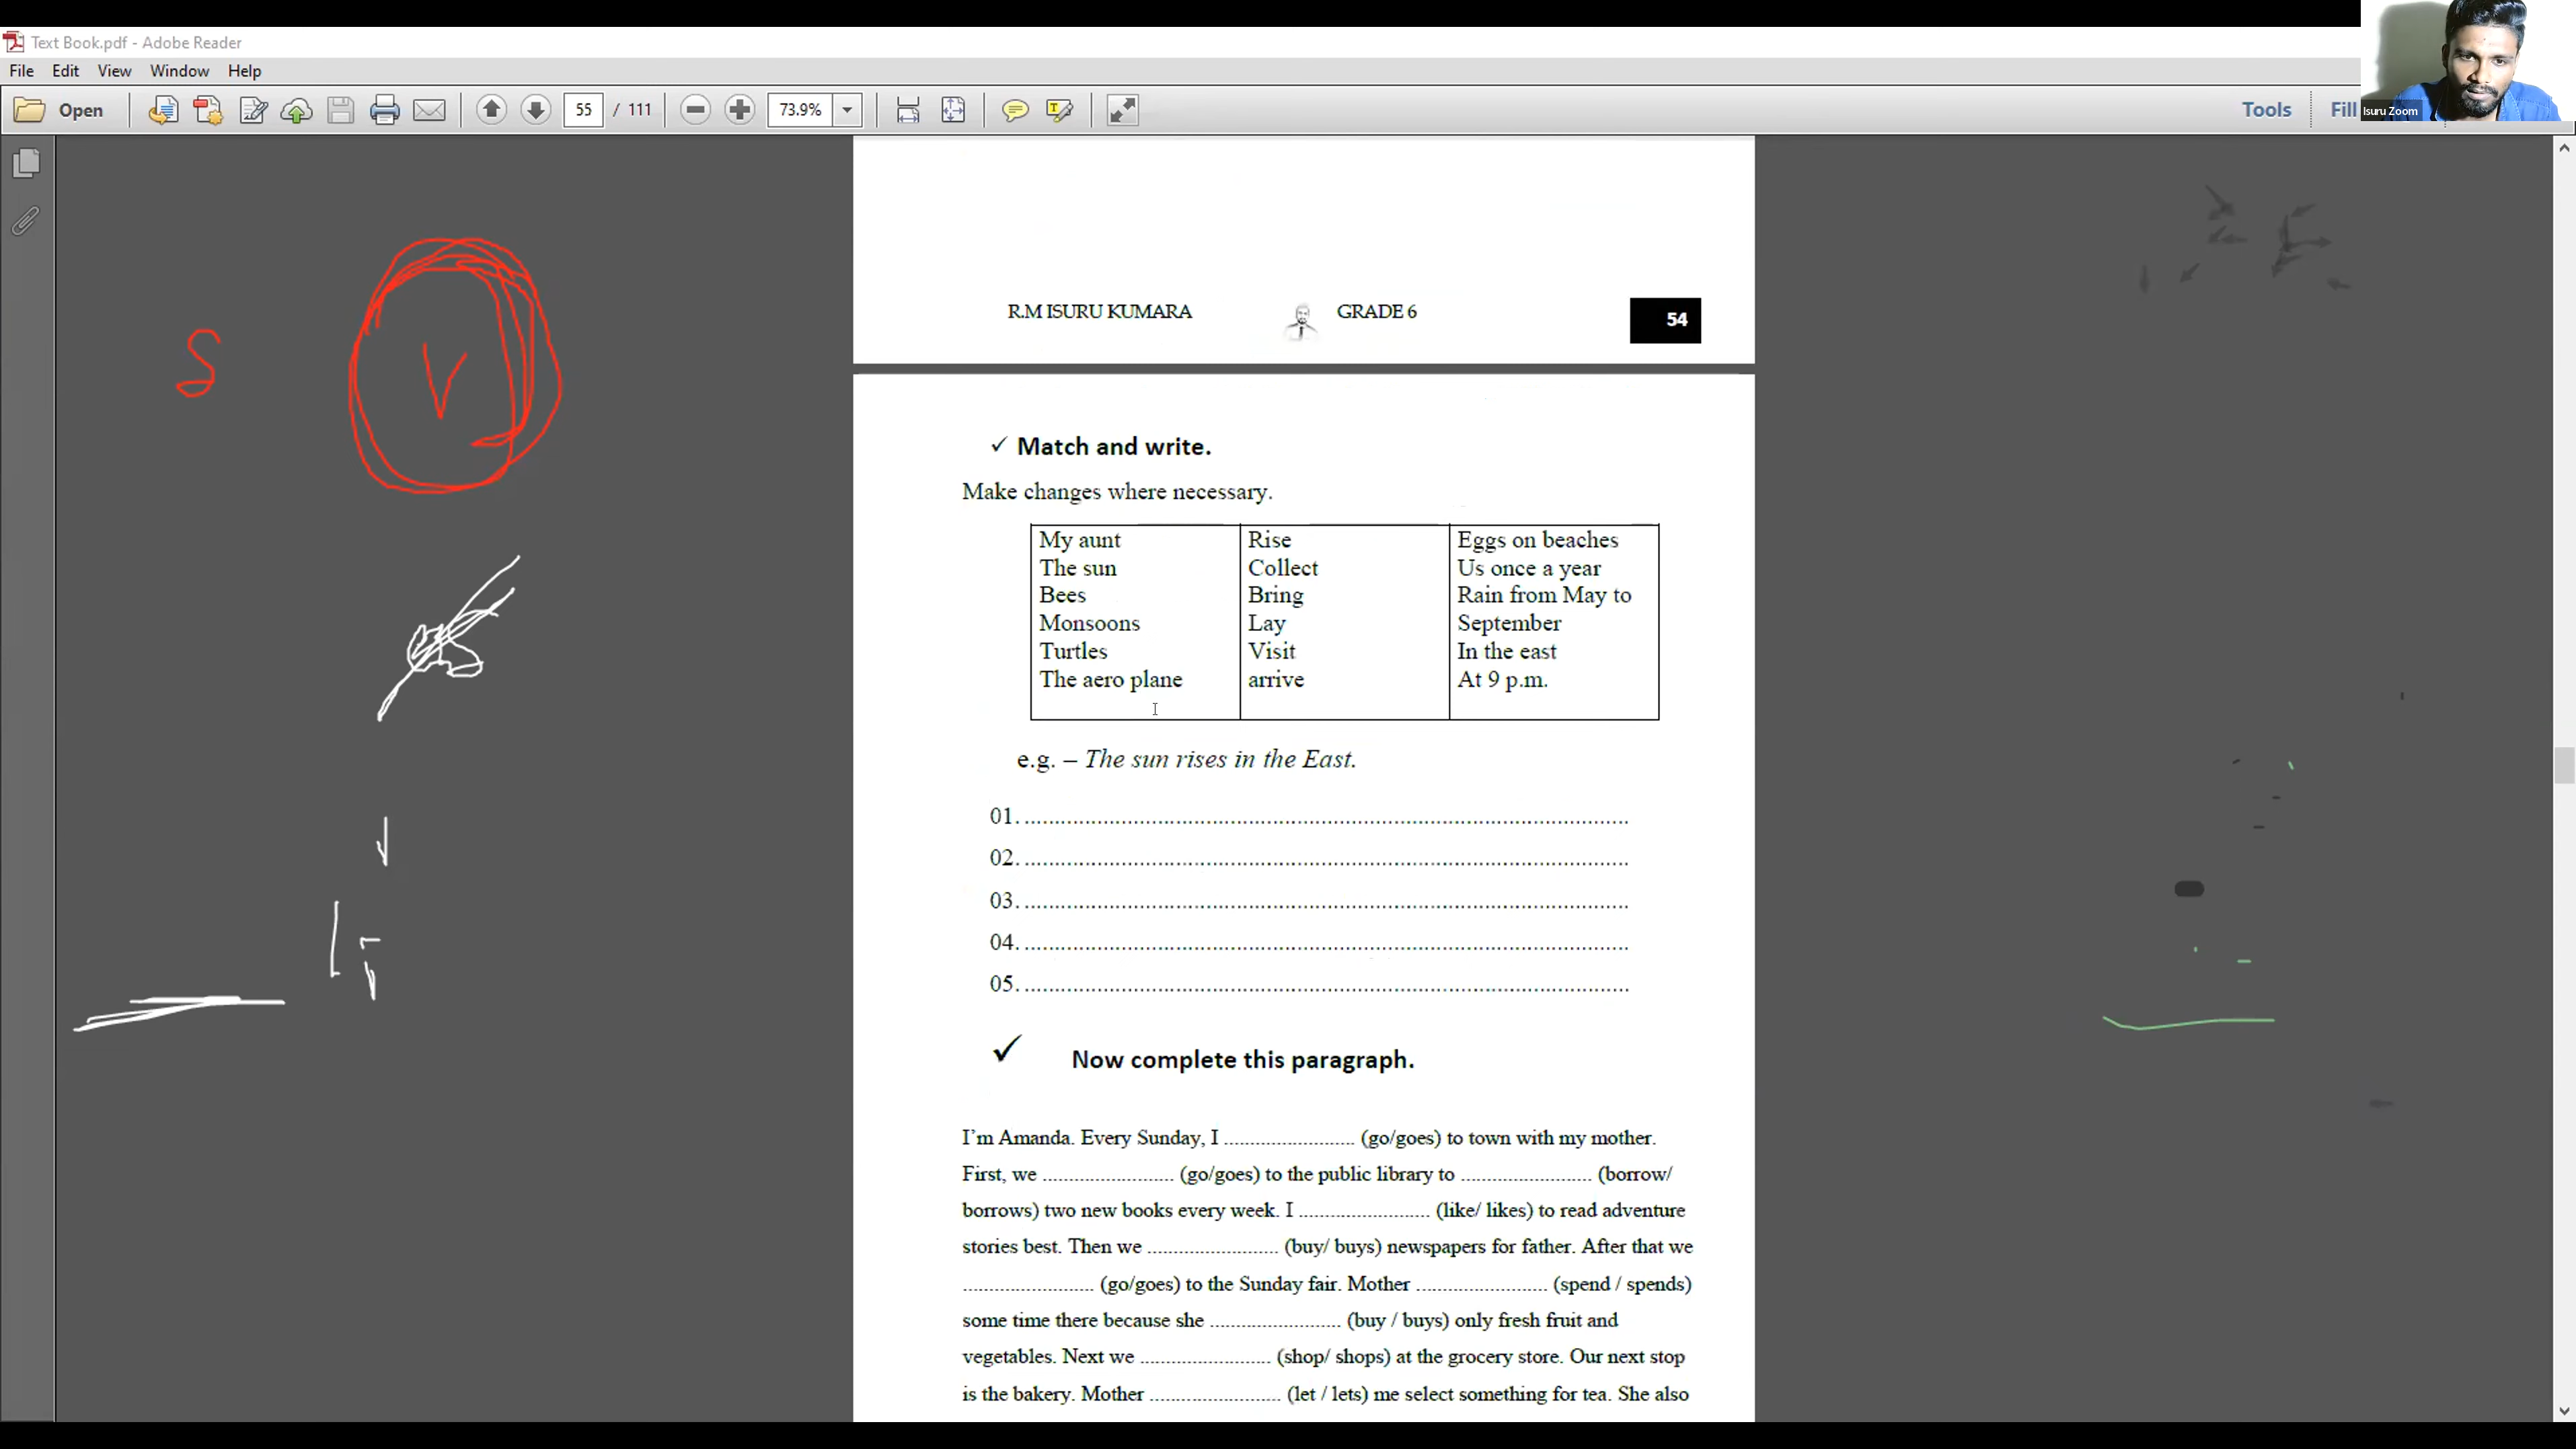 Text Book.pdf - Adobe Reader
File Edit View Window Help
Open 55 / 111 73.9% Tools Fill
Isuru Zoom
R.M ISURU KUMARA GRADE 6 54
S V
✓ Match and write.
Make changes where necessary.
My aunt Rise Eggs on beaches
The sun Collect Us once a year
Bees Bring Rain from May to
Monsoons Lay September
Turtles Visit In the east
The aero plane arrive At 9 p.m.
e.g. – The sun rises in the East.
01. ....................................................................................................
02. ....................................................................................................
03. ....................................................................................................
04. ....................................................................................................
05. ....................................................................................................
✓ Now complete this paragraph.
I’m Amanda. Every Sunday, I ........................ (go/goes) to town with my mother.
First, we ........................ (go/goes) to the public library to ........................ (borrow/
borrows) two new books every week. I ........................ (like/ likes) to read adventure
stories best. Then we ........................ (buy/ buys) newspapers for father. After that we
........................ (go/goes) to the Sunday fair. Mother ........................ (spend / spends)
some time there because she ........................ (buy / buys) only fresh fruit and
vegetables. Next we ........................ (shop/ shops) at the grocery store. Our next stop
is the bakery. Mother ........................ (let / lets) me select something for tea. She also